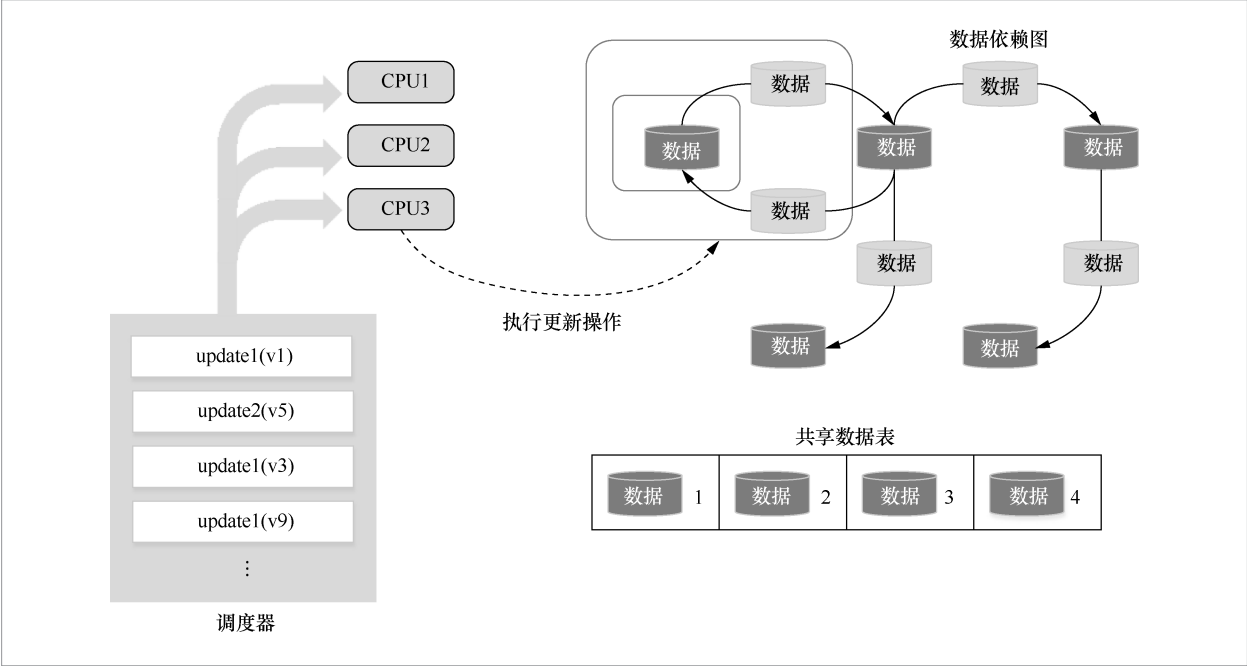 CPU1
CPU2
CPU3
update1(v1)
update2(v5)
update1(v3)
update1(v9)
⋮
调度器
执行更新操作
数据依赖图
数据
数据
数据
数据
数据
数据
数据
数据
数据
数据
共享数据表
数据 1
数据 2
数据 3
数据 4